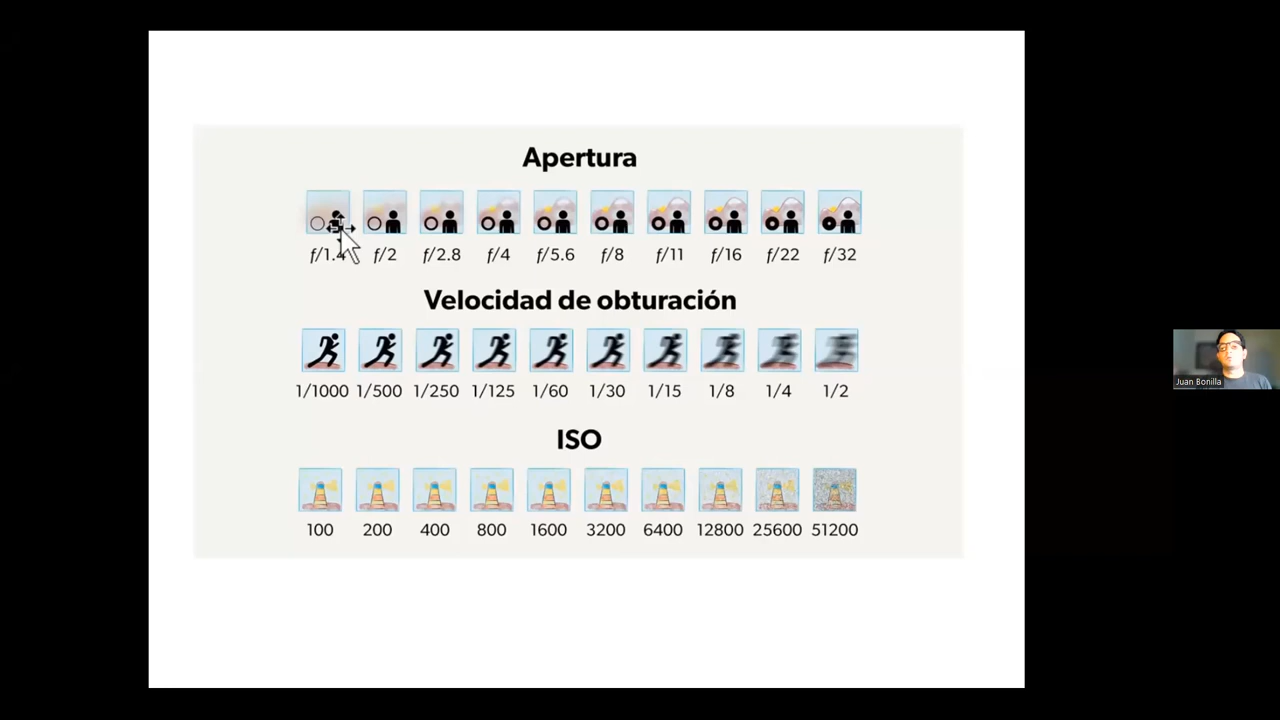 Apertura
f/1.4 f/2 f/2.8 f/4 f/5.6 f/8 f/11 f/16 f/22 f/32
Velocidad de obturación
1/1000 1/500 1/250 1/125 1/60 1/30 1/15 1/8 1/4 1/2
ISO
100 200 400 800 1600 3200 6400 12800 25600 51200
Juan Bonilla